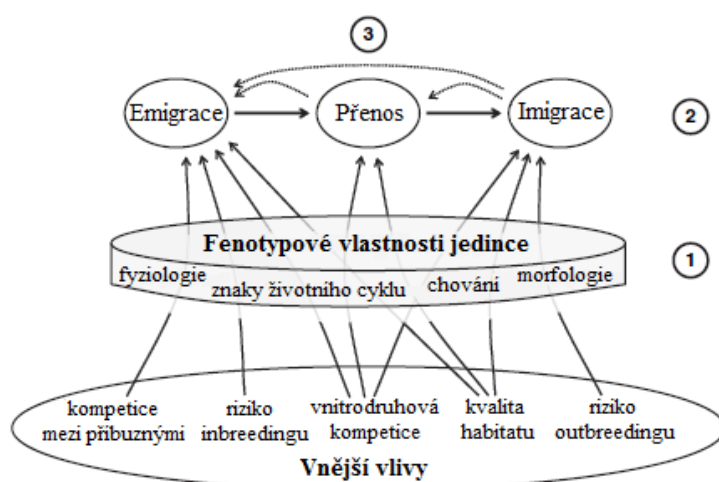 3
Emigrace
Přenos
Imigrace
2
Fenotypové vlastnosti jedince
fyziologie
znaky životního cyklu
chování
morfologie
1
kompetice
mezi příbuznými
riziko
inbreedingu
vnitrodruhová
kompetice
kvalita
habitatu
riziko
outbreedingu
Vnější vlivy